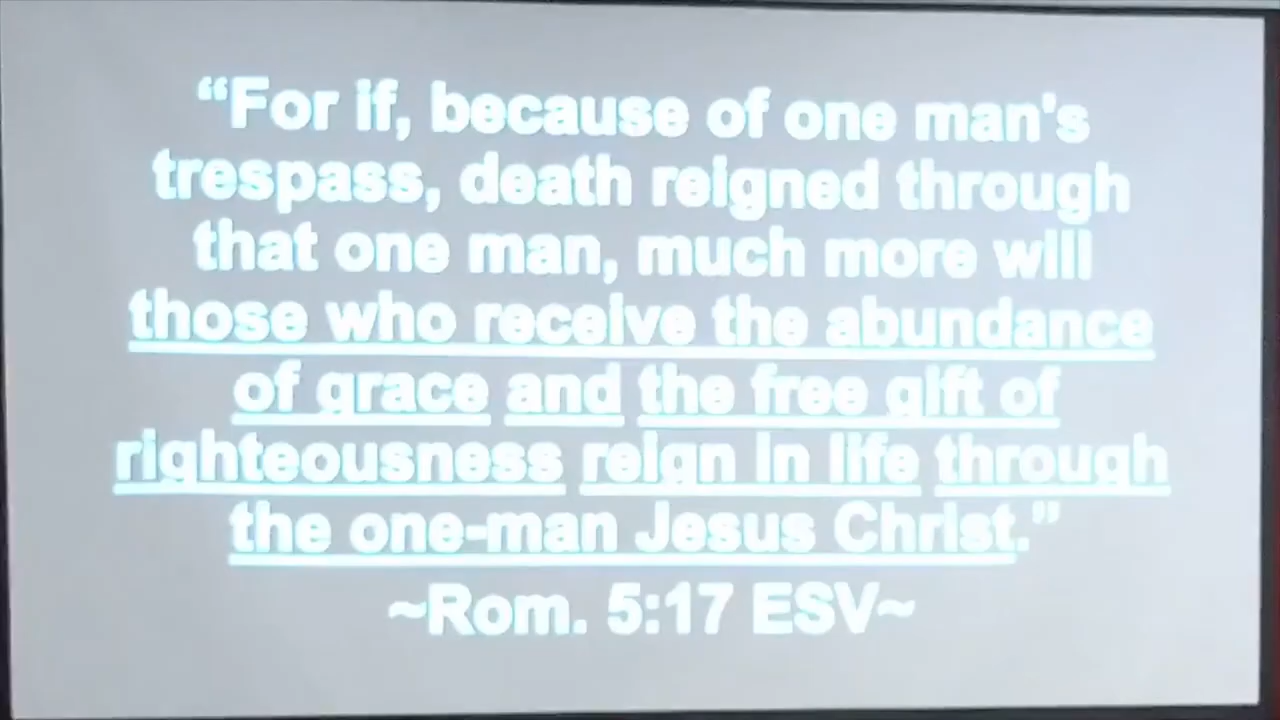 “For if, because of one man's
trespass, death reigned through
that one man, much more will
those who receive the abundance
of grace and the free gift of
righteousness reign in life through
the one-man Jesus Christ.”
~Rom. 5:17 ESV~